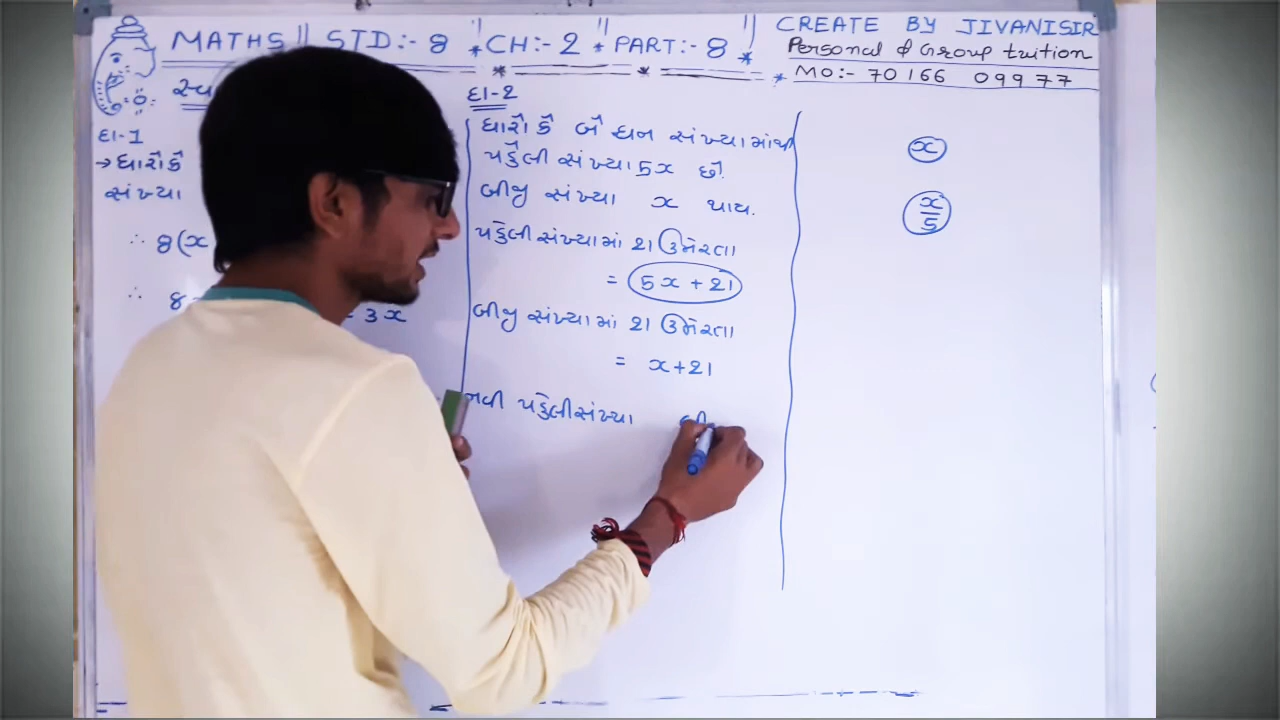 MATHS || STD:- 8 || CH:- 2 * PART:- 8 ||
CREATE BY JIVANISIR
Personal & Group tuition
MO:- 70166 09977
દા-1
→ ધારો કે
સંખ્યા
∴ 8(x
∴ 8
= 3x
દા-2
ધારો કે બે ધન સંખ્યામાંથી
પહેલી સંખ્યા 5x છે.
બીજી સંખ્યા x થાય.
પહેલી સંખ્યામાં 21 ઉમેરતા
= 5x + 21
બીજી સંખ્યામાં 21 ઉમેરતા
= x + 21
નવી પહેલી સંખ્યા
x
x/5